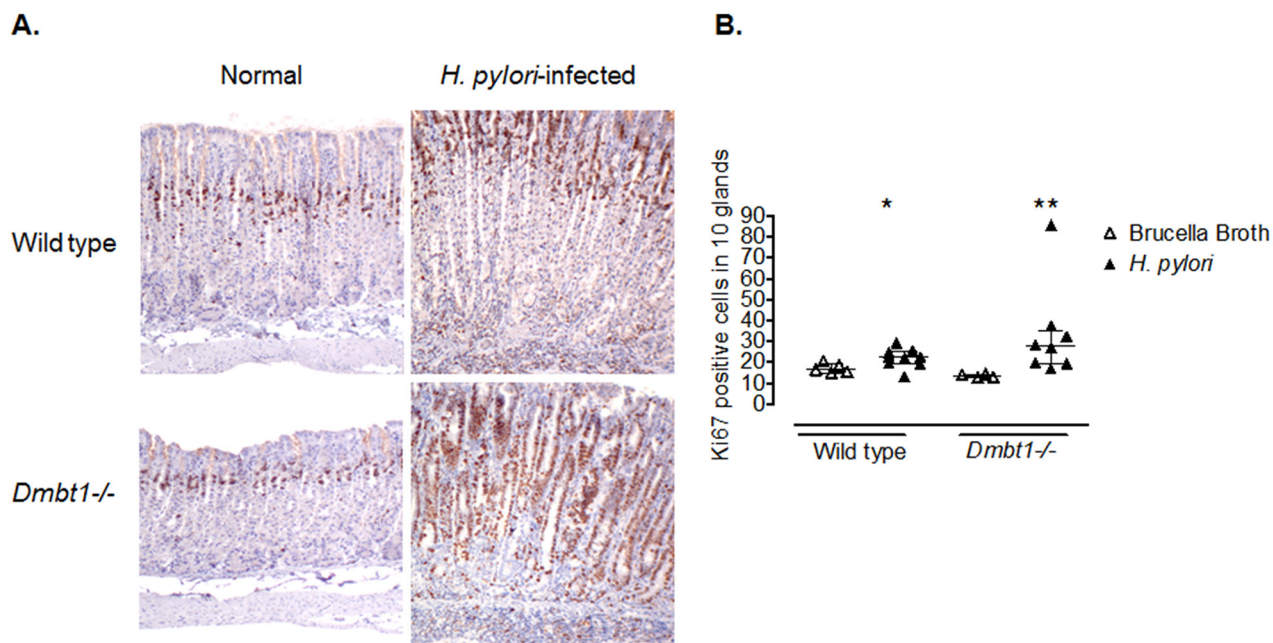 A.
Normal
H. pylori-infected
Wild type
Dmbt1-/-
B.
Ki67 positive cells in 10 glands
90
80
70
60
50
40
30
20
10
0
*
**
Wild type
Dmbt1-/-
Brucella Broth
H. pylori